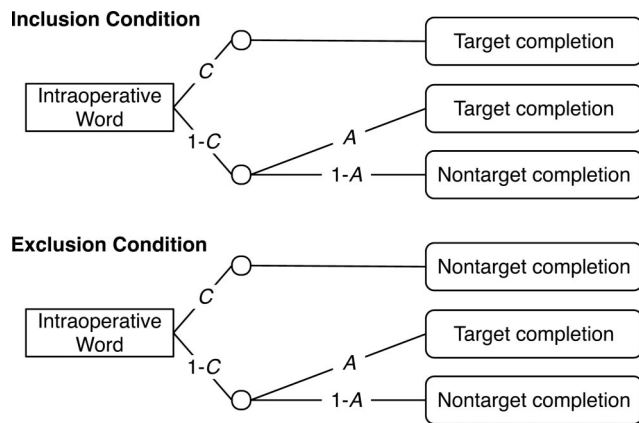 Inclusion Condition
Target completion
C
Intraoperative
Word
Target completion
1-C
A
1-A
Nontarget completion
Exclusion Condition
Nontarget completion
C
Intraoperative
Word
Target completion
1-C
A
1-A
Nontarget completion